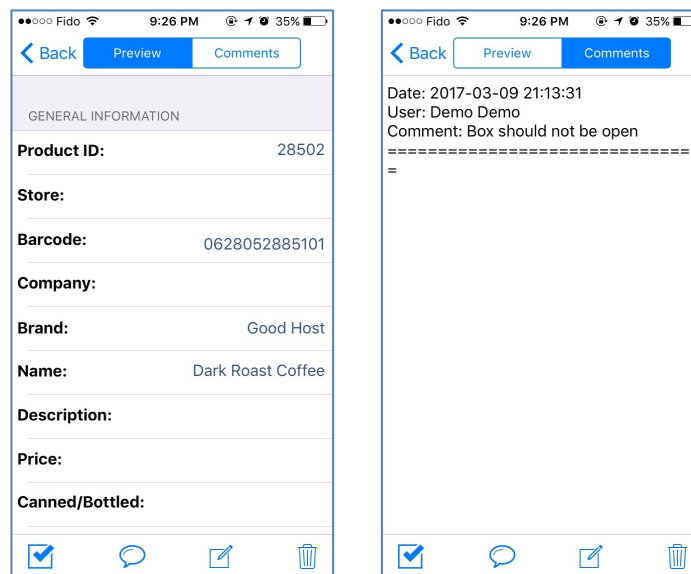 Fido 9:26 PM 35%
Back Preview Comments
GENERAL INFORMATION
Product ID: 28502
Store:
Barcode: 0628052885101
Company:
Brand: Good Host
Name: Dark Roast Coffee
Description:
Price:
Canned/Bottled:
Fido 9:26 PM 35%
Back Preview Comments
Date: 2017-03-09 21:13:31
User: Demo Demo
Comment: Box should not be open
==============================
=